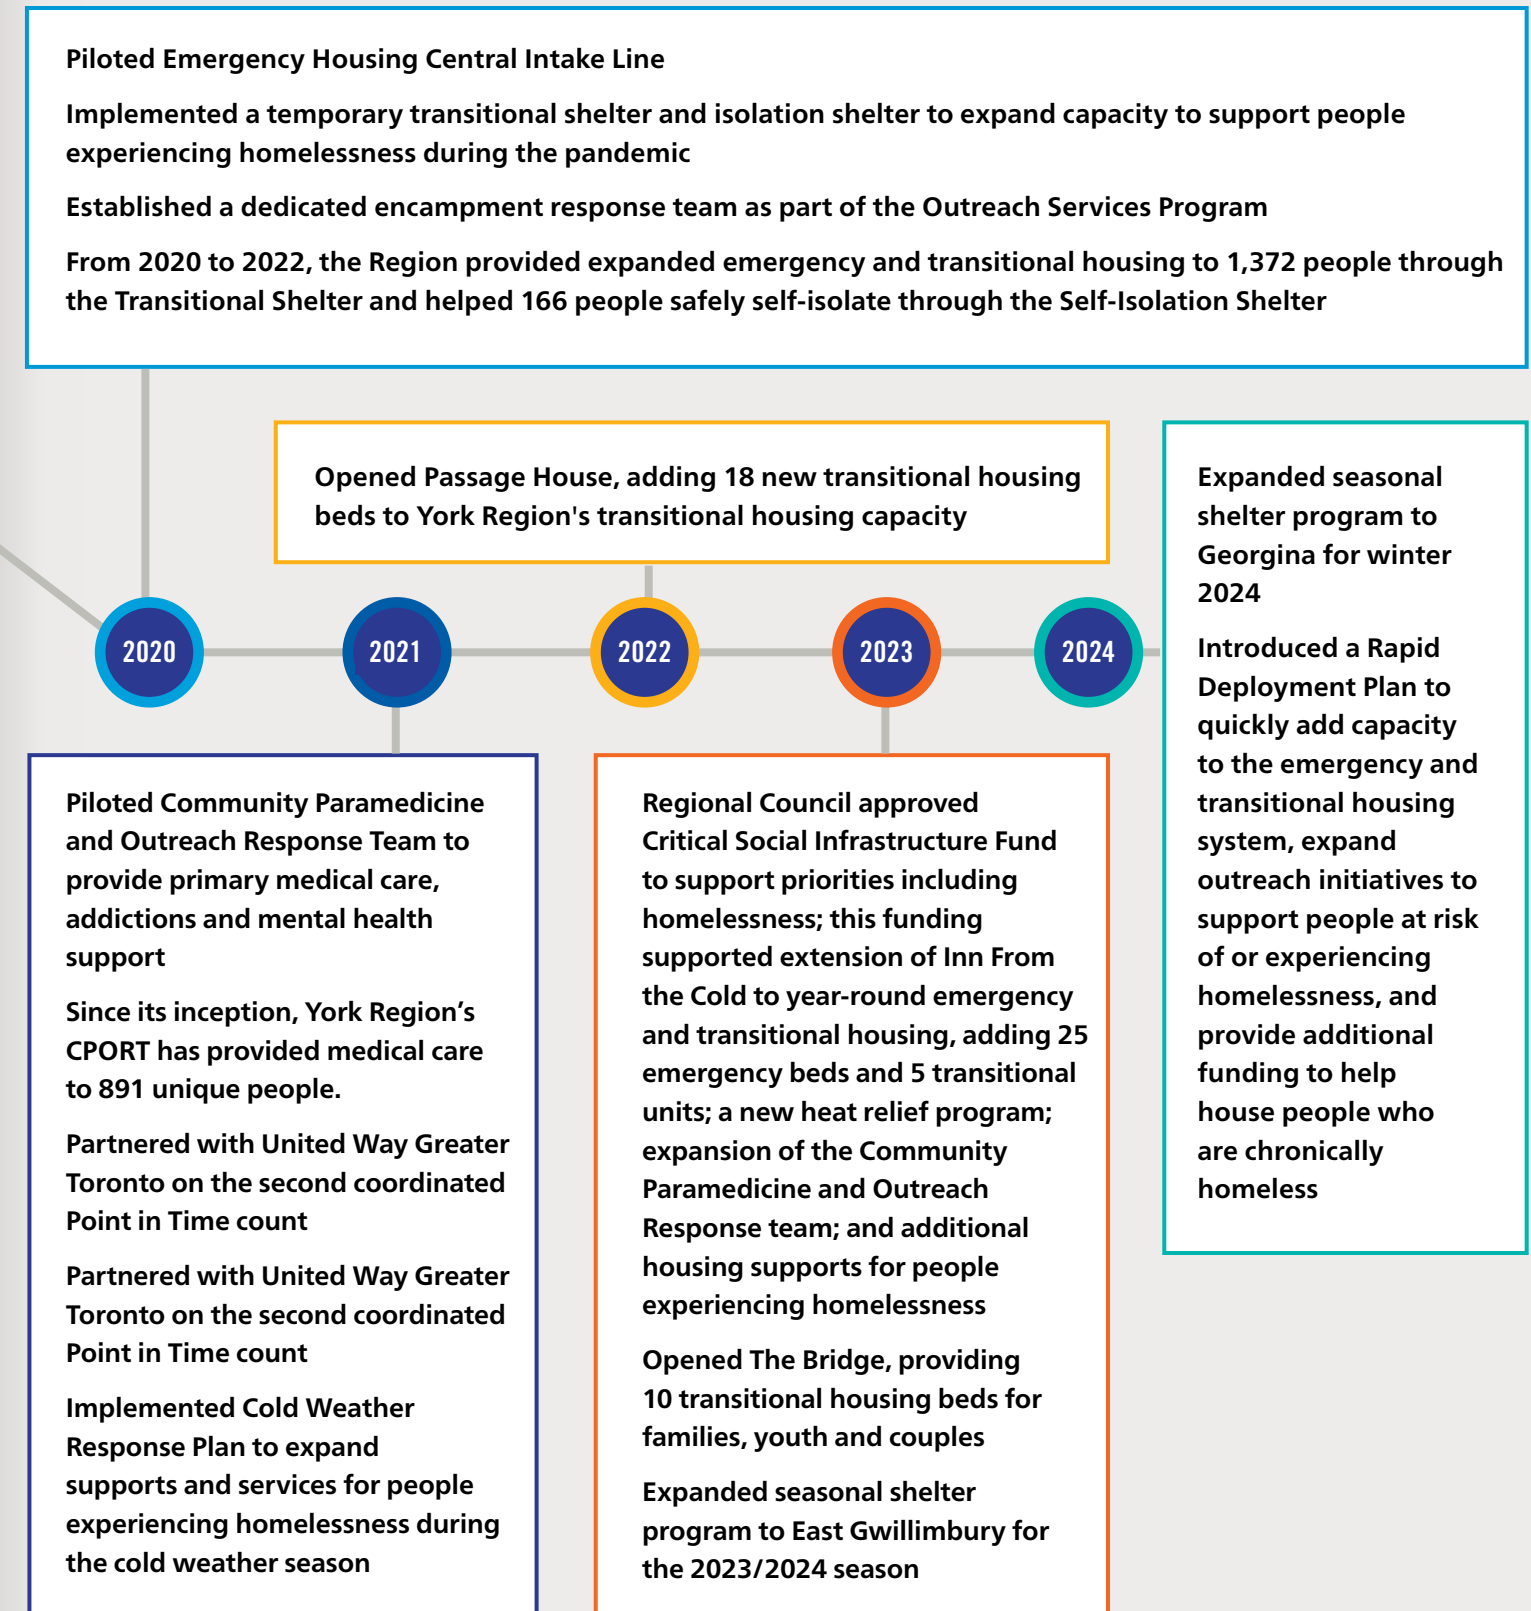 Piloted Emergency Housing Central Intake Line
Implemented a temporary transitional shelter and isolation shelter to expand capacity to support people
experiencing homelessness during the pandemic
Established a dedicated encampment response team as part of the Outreach Services Program
From 2020 to 2022, the Region provided expanded emergency and transitional housing to 1,372 people through
the Transitional Shelter and helped 166 people safely self-isolate through the Self-Isolation Shelter
Opened Passage House, adding 18 new transitional housing
beds to York Region's transitional housing capacity
2020
2021
2022
2023
2024
Expanded seasonal
shelter program to
Georgina for winter
2024
Introduced a Rapid
Deployment Plan to
quickly add capacity
to the emergency and
transitional housing
system, expand
outreach initiatives to
support people at risk
of or experiencing
homelessness, and
provide additional
funding to help
house people who
are chronically
homeless
Piloted Community Paramedicine
and Outreach Response Team to
provide primary medical care,
addictions and mental health
support
Since its inception, York Region’s
CPORT has provided medical care
to 891 unique people.
Partnered with United Way Greater
Toronto on the second coordinated
Point in Time count
Partnered with United Way Greater
Toronto on the second coordinated
Point in Time count
Implemented Cold Weather
Response Plan to expand
supports and services for people
experiencing homelessness during
the cold weather season
Regional Council approved
Critical Social Infrastructure Fund
to support priorities including
homelessness; this funding
supported extension of Inn From
the Cold to year-round emergency
and transitional housing, adding 25
emergency beds and 5 transitional
units; a new heat relief program;
expansion of the Community
Paramedicine and Outreach
Response team; and additional
housing supports for people
experiencing homelessness
Opened The Bridge, providing
10 transitional housing beds for
families, youth and couples
Expanded seasonal shelter
program to East Gwillimbury for
the 2023/2024 season